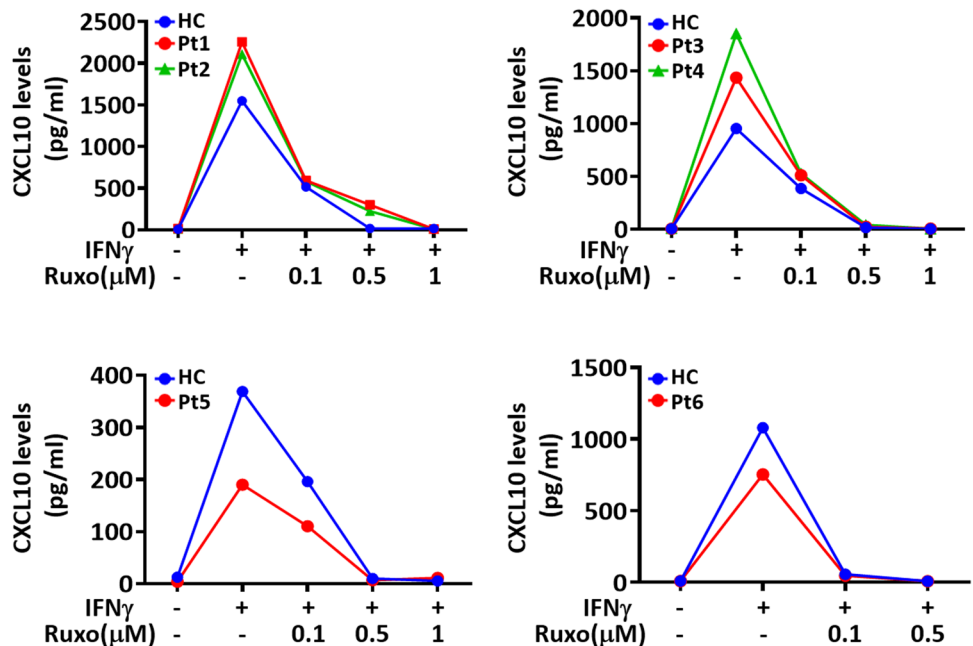 CXCL10 levels
(pg/ml)
2500
2000
1500
1000
500
0
HC
Pt1
Pt2
IFNγ - + + + +
Ruxo(μM) - - 0.1 0.5 1
CXCL10 levels
(pg/ml)
2000
1500
1000
500
0
HC
Pt3
Pt4
IFNγ - + + + +
Ruxo(μM) - - 0.1 0.5 1
CXCL10 levels
(pg/ml)
400
300
200
100
0
HC
Pt5
IFNγ - + + + +
Ruxo(μM) - - 0.1 0.5 1
CXCL10 levels
(pg/ml)
1500
1000
500
0
HC
Pt6
IFNγ - + + +
Ruxo(μM) - - 0.1 0.5